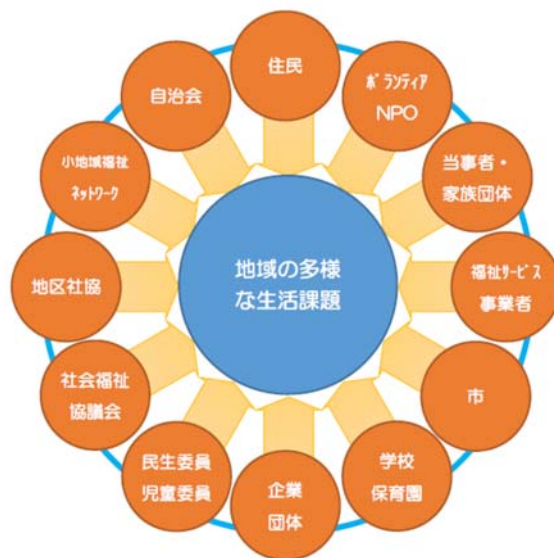 住民
ボランティア
NPO
当事者・
家族団体
福祉サービス
事業者
市
学校
保育園
企業
団体
民生委員
児童委員
社会福祉
協議会
地区社協
小地域福祉
ネットワーク
自治会
地域の多様
な生活課題